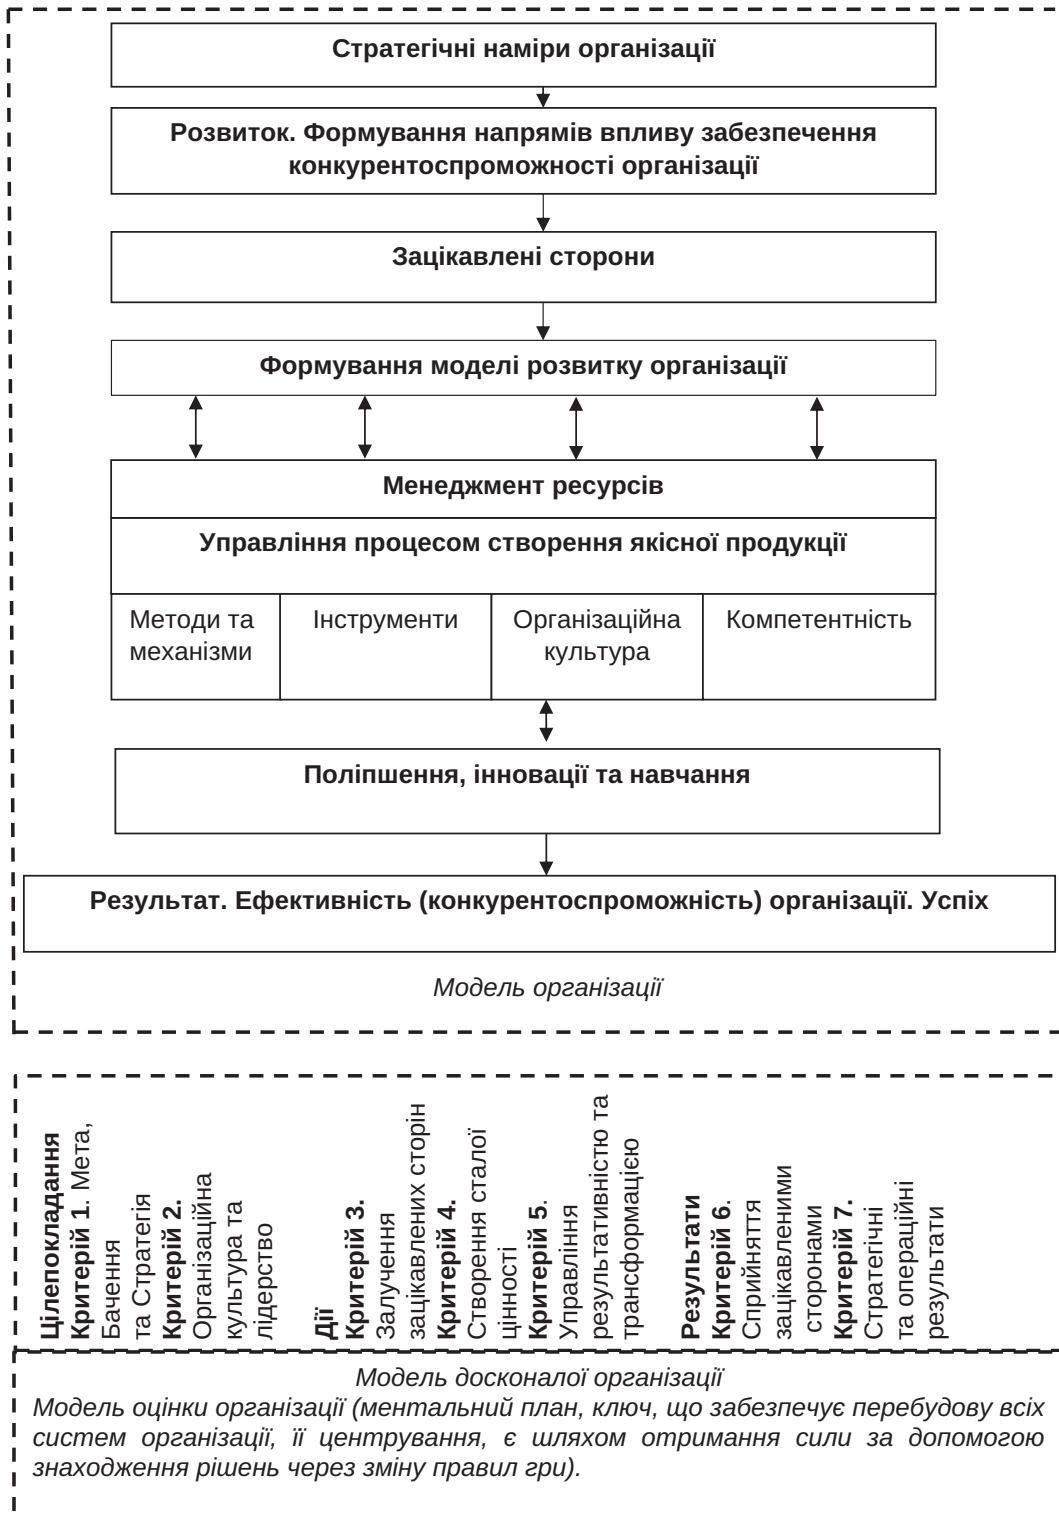 Стратегічні наміри організації
Розвиток. Формування напрямів впливу забезпечення
конкурентоспроможності організації
Зацікавлені сторони
Формування моделі розвитку організації
Менеджмент ресурсів
Управління процесом створення якісної продукції
Методи та
механізми
Інструменти
Організаційна
культура
Компетентність
Поліпшення, інновації та навчання
Результат. Ефективність (конкурентоспроможність) організації. Успіх
Модель організації
Цілепокладання
Критерій 1. Мета,
Бачення
та Стратегія
Критерій 2.
Організаційна
культура та
лідерство
Дії
Критерій 3.
Залучення
зацікавлених сторін
Критерій 4.
Створення сталої
цінності
Критерій 5.
Управління
результативністю та
трансформацією
Результати
Критерій 6.
Сприйняття
зацікавленими
сторонами
Критерій 7.
Стратегічні
та операційні
результати
Модель досконалої організації
Модель оцінки організації (ментальний план, ключ, що забезпечує перебудову всіх
систем організації, її центрування, є шляхом отримання сили за допомогою
знаходження рішень через зміну правил гри).